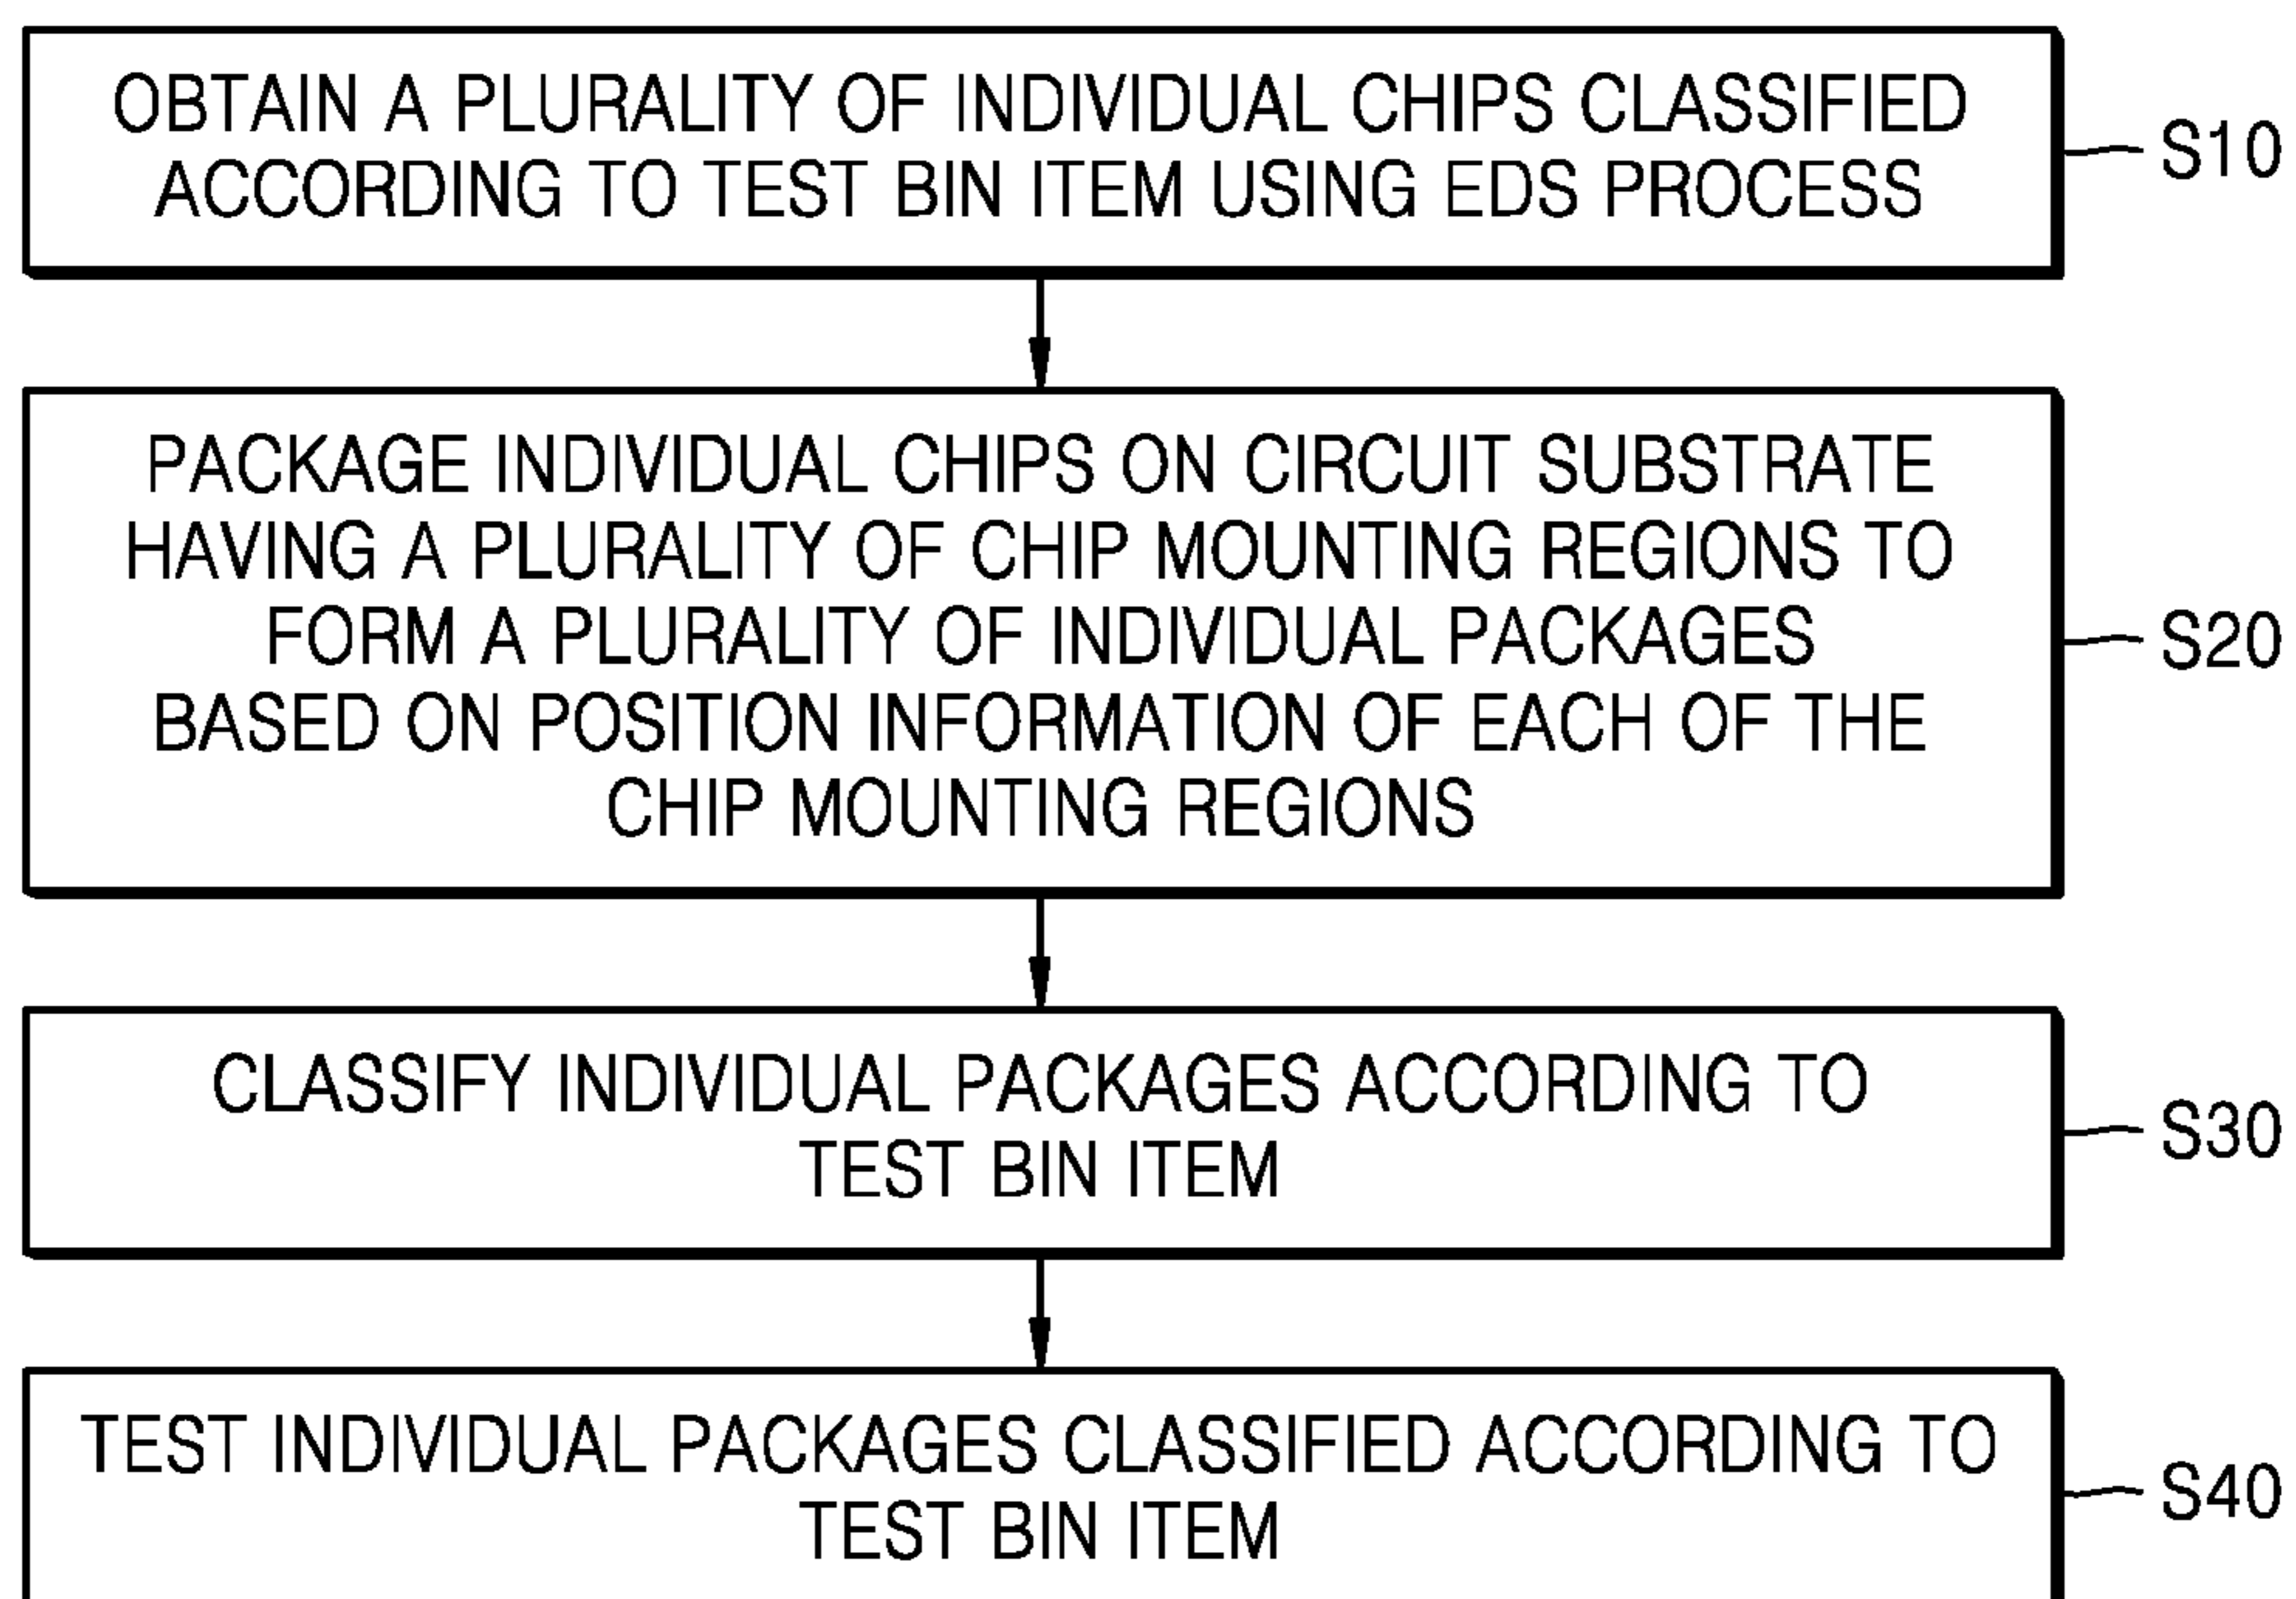 OBTAIN A PLURALITY OF INDIVIDUAL CHIPS CLASSIFIED
ACCORDING TO TEST BIN ITEM USING EDS PROCESS
S10
PACKAGE INDIVIDUAL CHIPS ON CIRCUIT SUBSTRATE
HAVING A PLURALITY OF CHIP MOUNTING REGIONS TO
FORM A PLURALITY OF INDIVIDUAL PACKAGES
BASED ON POSITION INFORMATION OF EACH OF THE
CHIP MOUNTING REGIONS
S20
CLASSIFY INDIVIDUAL PACKAGES ACCORDING TO
TEST BIN ITEM
S30
TEST INDIVIDUAL PACKAGES CLASSIFIED ACCORDING TO
TEST BIN ITEM
S40